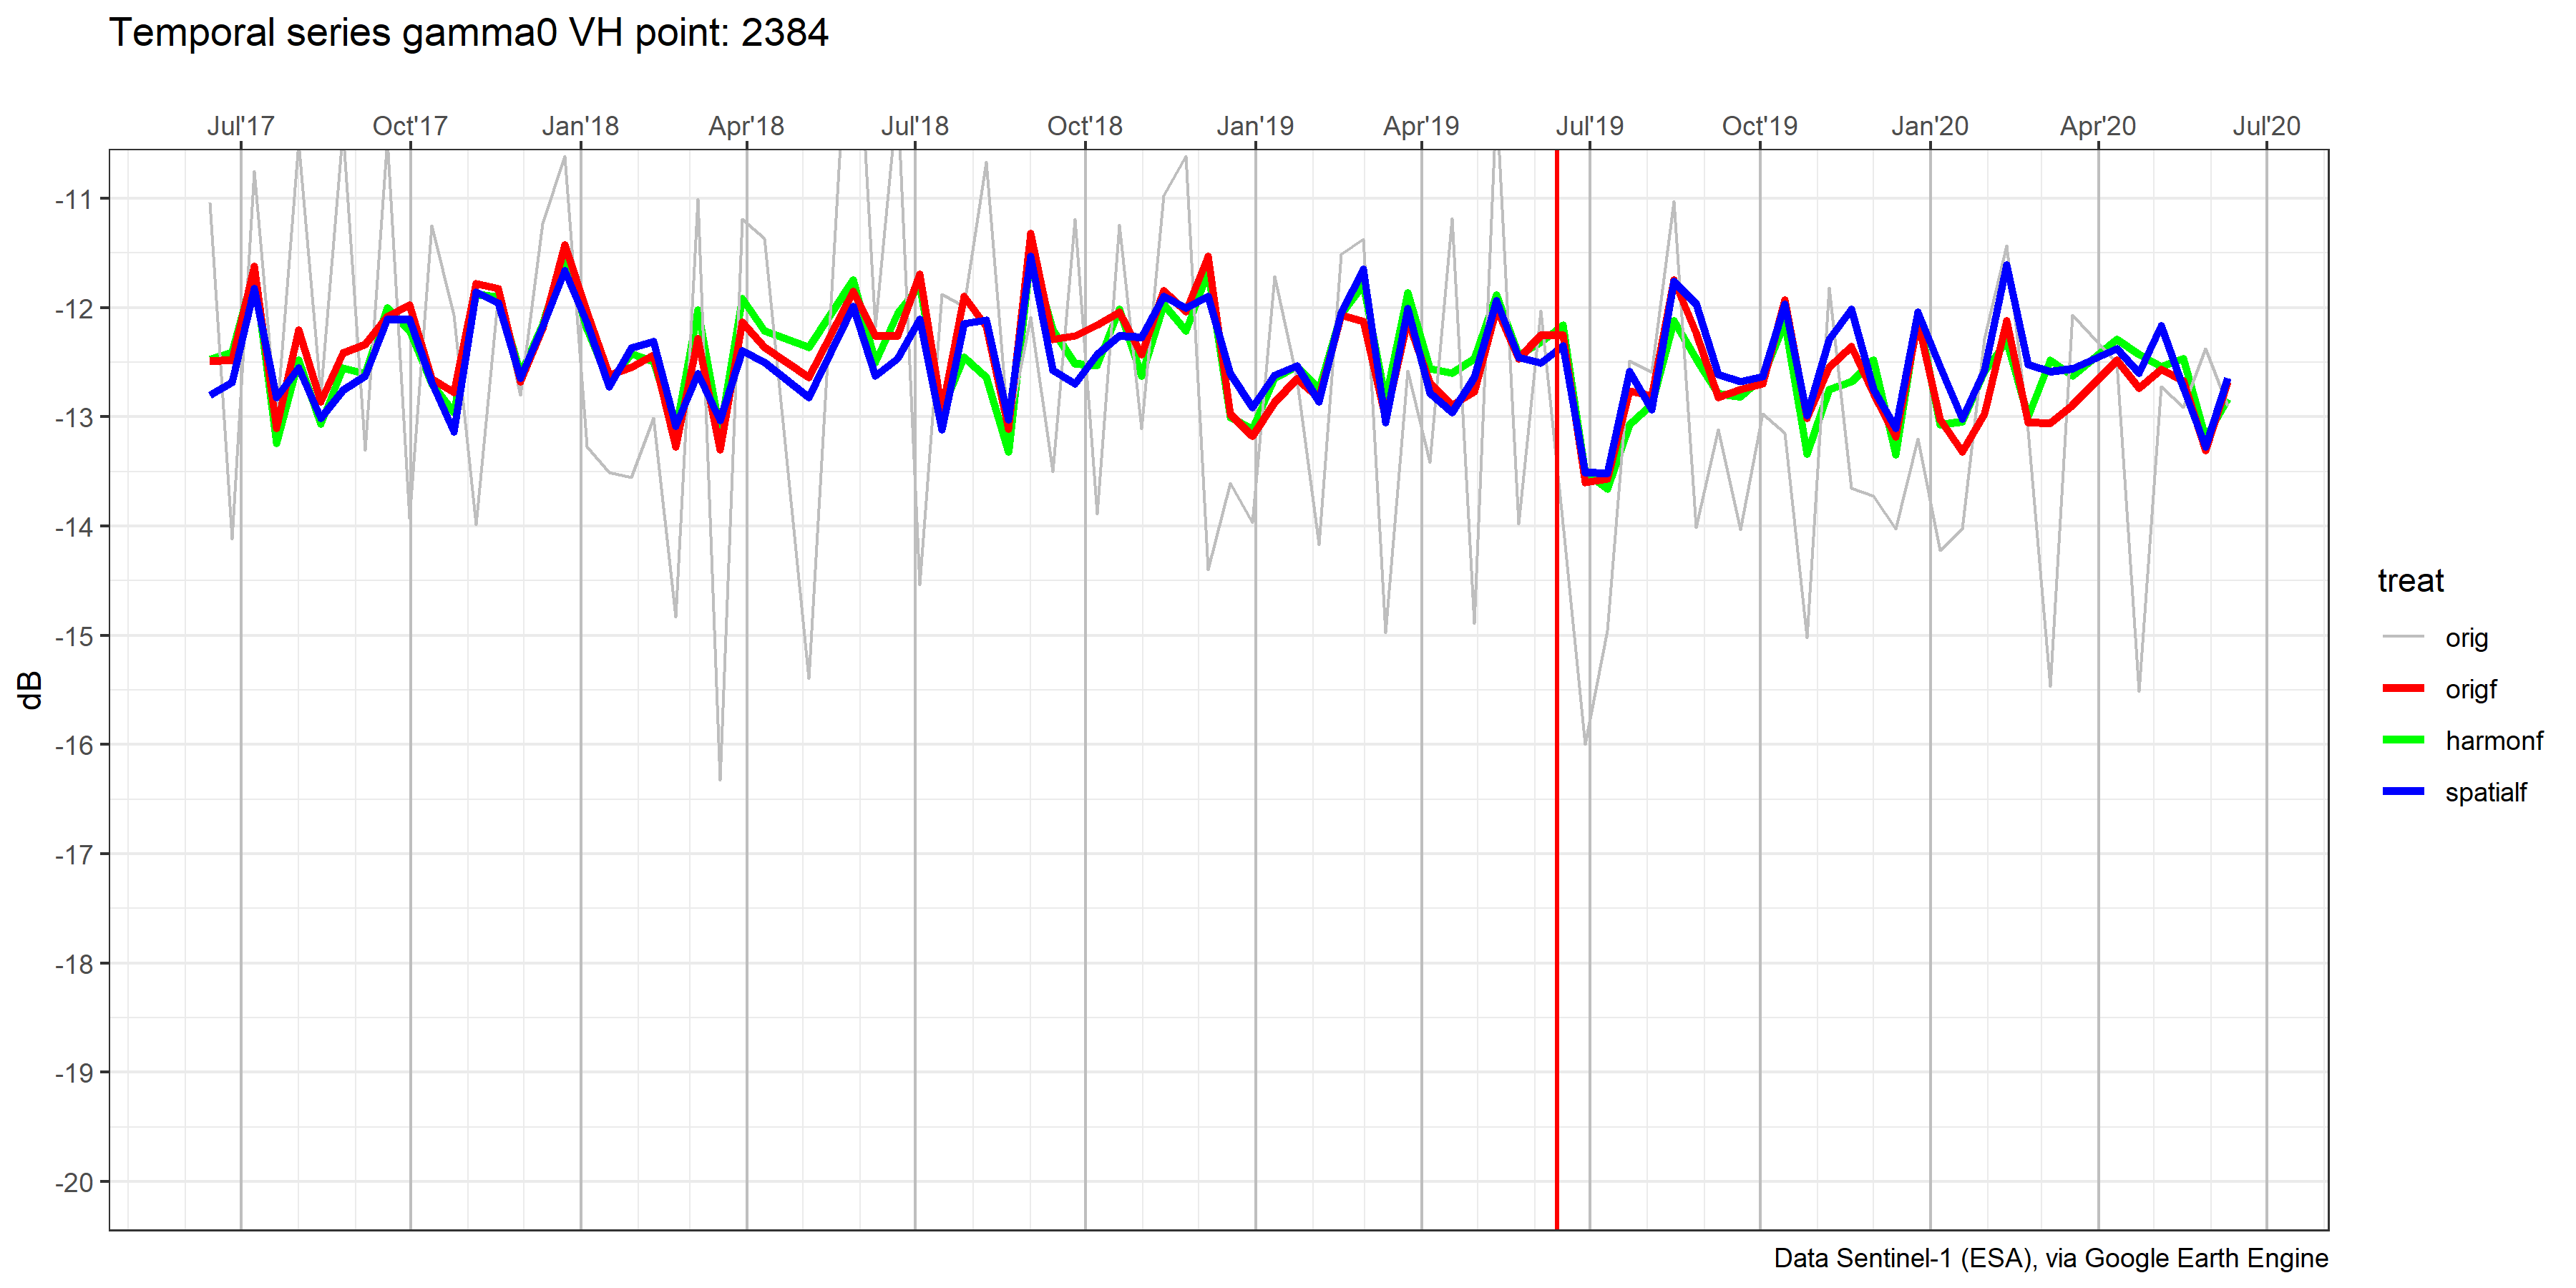 Temporal series gamma0 VH point: 2384
Jul'17 Oct'17 Jan'18 Apr'18 Jul'18 Oct'18 Jan'19 Apr'19 Jul'19 Oct'19 Jan'20 Apr'20 Jul'20
-11
-12
-13
-14
-15
-16
-17
-18
-19
-20
dB
treat
orig
origf
harmonf
spatialf
Data Sentinel-1 (ESA), via Google Earth Engine